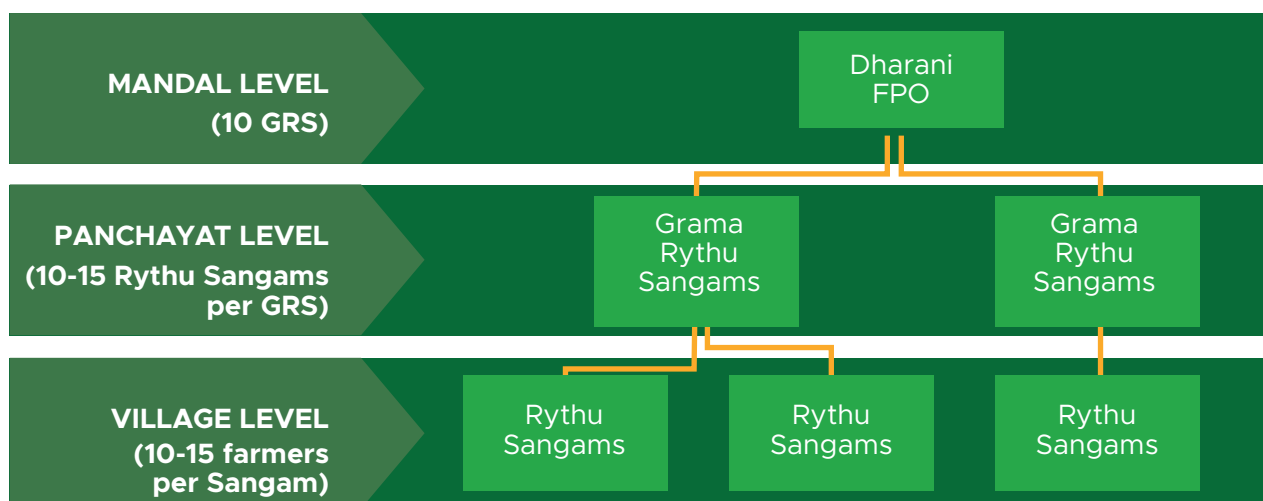 MANDAL LEVEL
(10 GRS)
Dharani
FPO
PANCHAYAT LEVEL
(10-15 Rythu Sangams
per GRS)
Grama
Rythu
Sangams
Grama
Rythu
Sangams
VILLAGE LEVEL
(10-15 farmers
per Sangam)
Rythu
Sangams
Rythu
Sangams
Rythu
Sangams